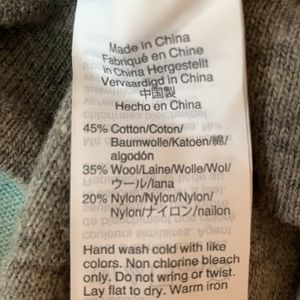 Made In China
Fabriqué en Chine
In China Hergestellt
Vervaardigd in China
中国製
Hecho en China
45% Cotton/Coton/
Baumwolle/Katoen/綿/
algodón
35% Wool/Laine/Wolle/Wol/
ウール/lana
20% Nylon/Nylon/Nylon/
Nylon/ナイロン/nailon
Hand wash cold with like
colors. Non chlorine bleach
only. Do not wring or twist.
Lay flat to dry. Warm iron